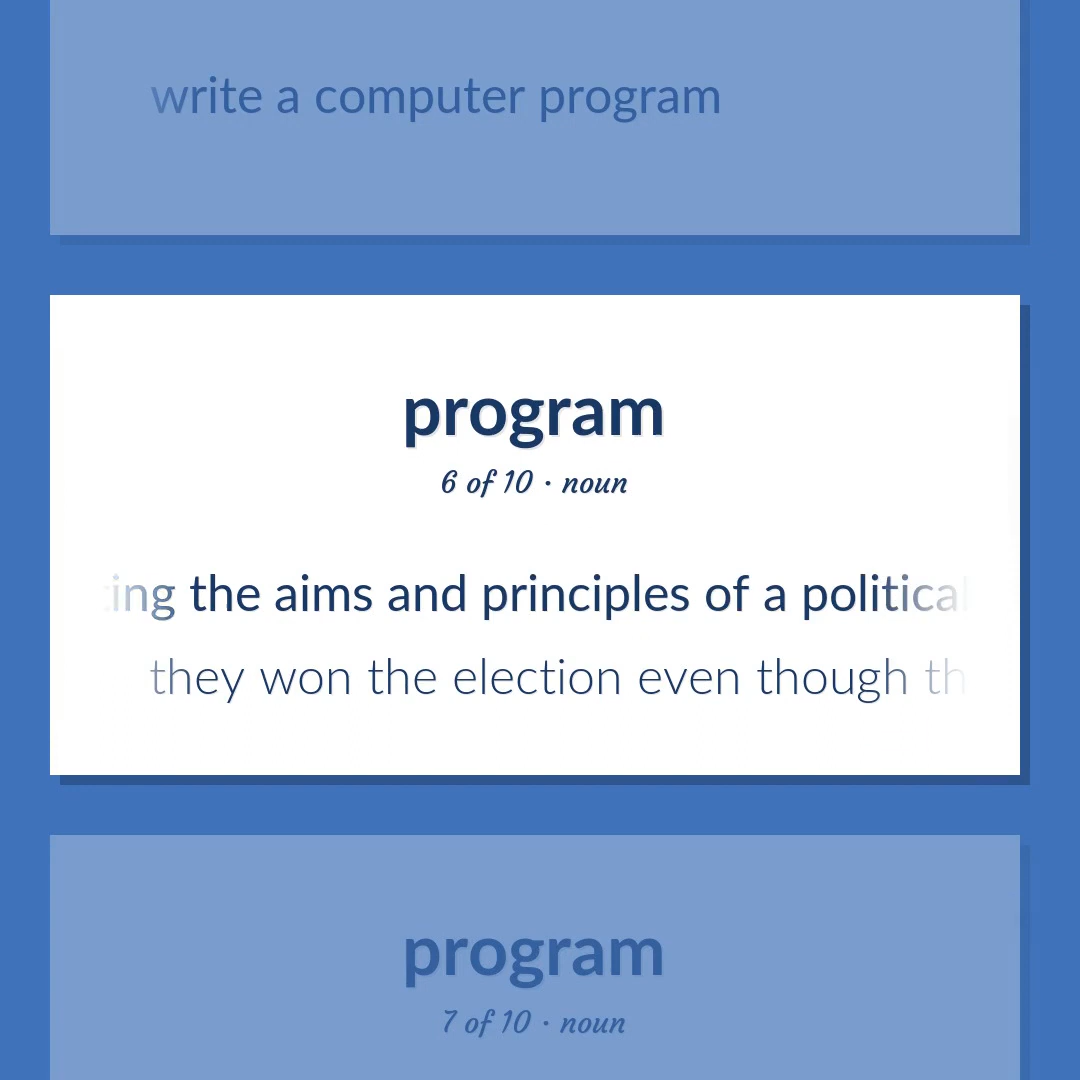 write a computer program
program
6 of 10 · noun
the aims and principles of a political
they won the election even though
program
7 of 10 · noun